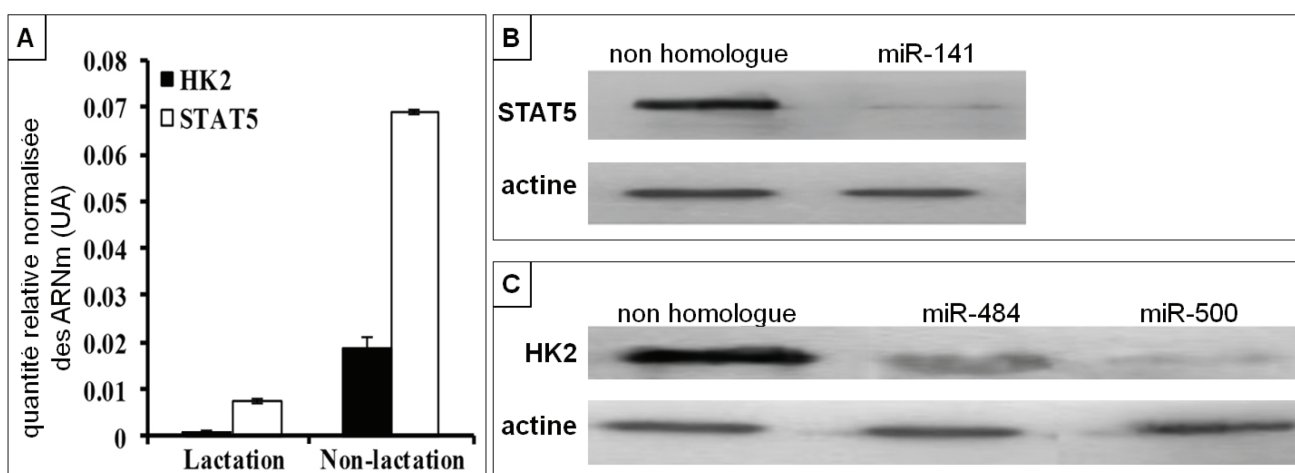 A
quantité relative normalisée
des ARNm (UA)
0.08
0.07
0.06
0.05
0.04
0.03
0.02
0.01
0
HK2
STAT5
Lactation
Non-lactation
B
non homologue miR-141
STAT5
actine
C
non homologue miR-484 miR-500
HK2
actine